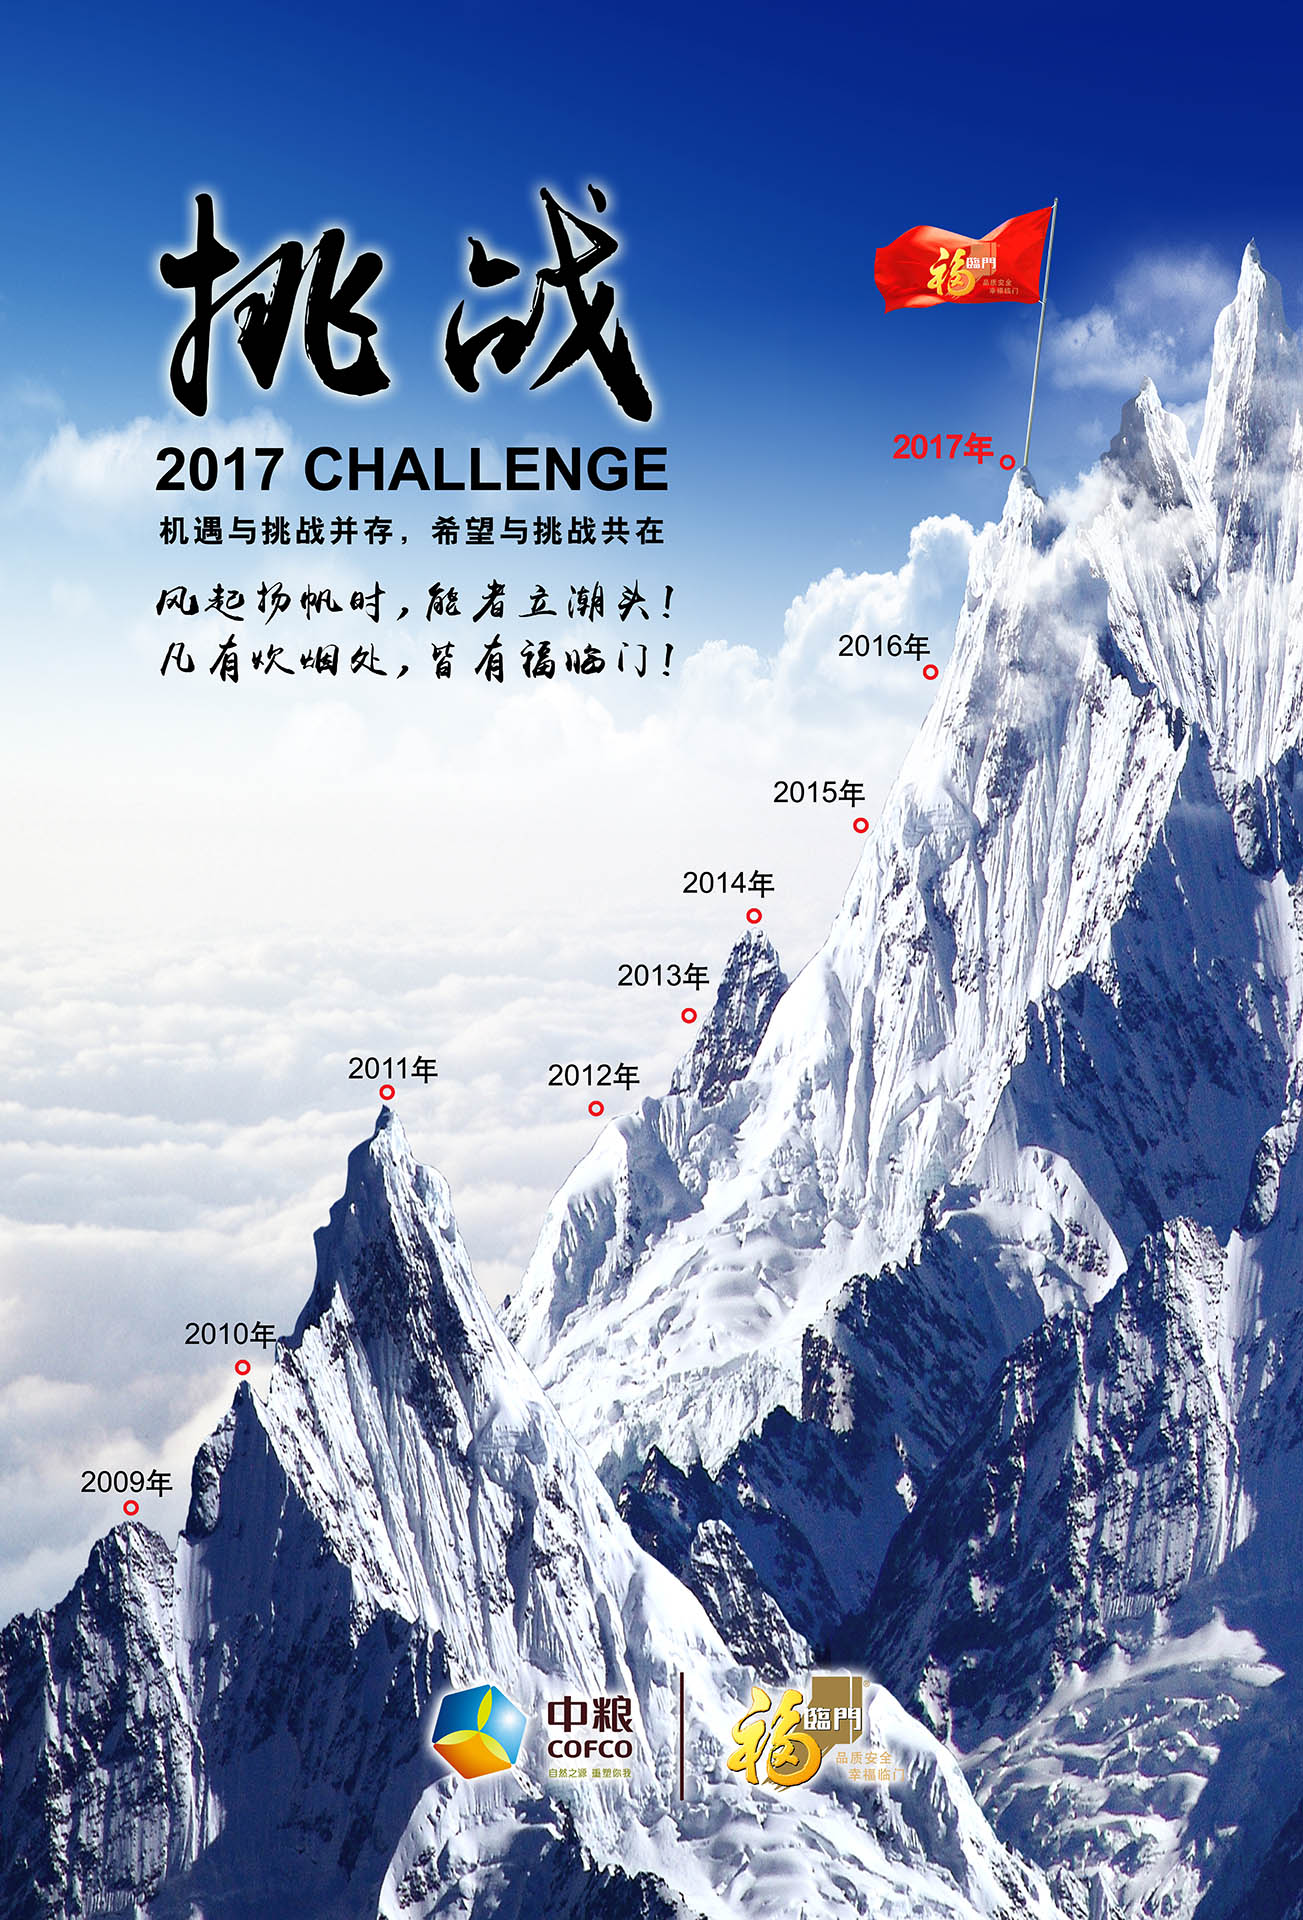 挑战
2017 CHALLENGE
机遇与挑战并存，希望与挑战共在
风起扬帆时，能者立潮头！
凡有炊烟处，皆有福临门！
福臨門
品质安全
幸福临门
2017年
2016年
2015年
2014年
2013年
2012年
2011年
2010年
2009年
中粮
COFCO
自然之源 重塑你我
福臨門®
品质安全
幸福临门